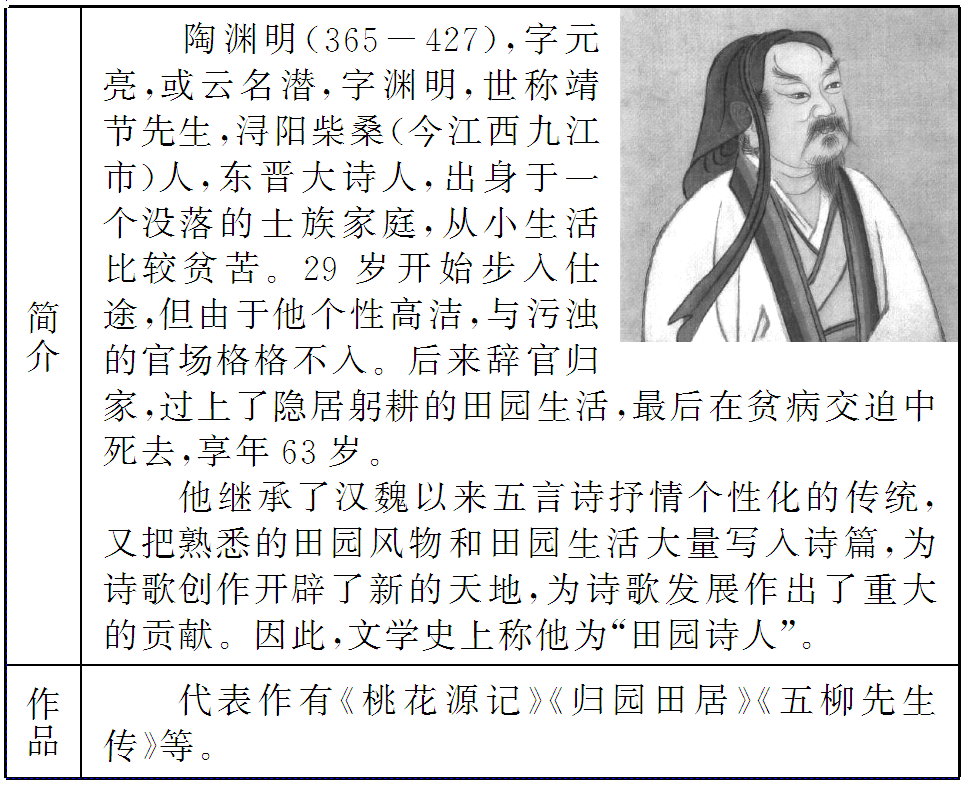 简介
陶渊明(365－427),字元
亮,或云名潜,字渊明,世称靖
节先生,浔阳柴桑(今江西九江
市)人,东晋大诗人,出身于一
个没落的士族家庭,从小生活
比较贫苦。29 岁开始步入仕
途,但由于他个性高洁,与污浊
的官场格格不入。后来辞官归
家,过上了隐居躬耕的田园生活,最后在贫病交迫中
死去,享年 63 岁。
他继承了汉魏以来五言诗抒情个性化的传统,
又把熟悉的田园风物和田园生活大量写入诗篇,为
诗歌创作开辟了新的天地,为诗歌发展作出了重大
的贡献。因此,文学史上称他为“田园诗人”。
作品
代表作有《桃花源记》《归园田居》《五柳先生
传》等。